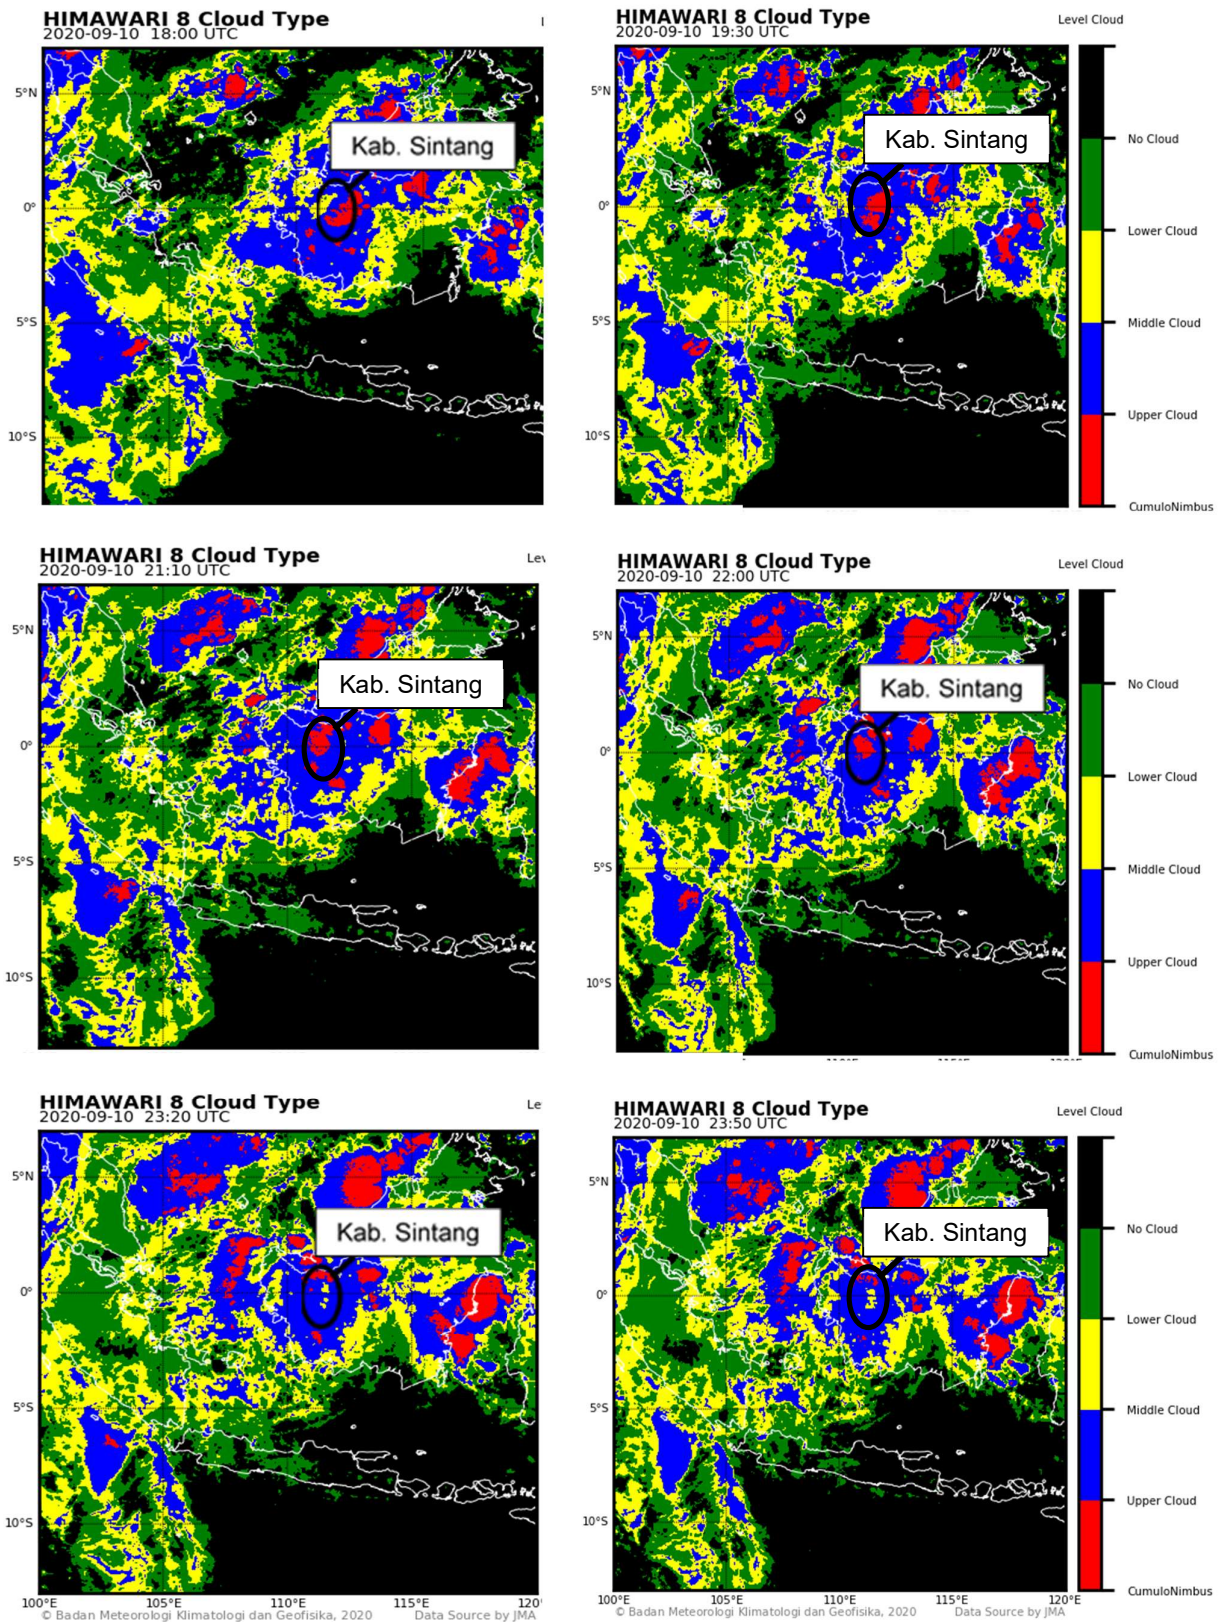 HIMAWARI 8 Cloud Type
2020-09-10 18:00 UTC
L
5°N
0°
5°S
10°S
Kab. Sintang
HIMAWARI 8 Cloud Type
2020-09-10 19:30 UTC
Level Cloud
5°N
0°
5°S
10°S
Kab. Sintang
No Cloud
Lower Cloud
Middle Cloud
Upper Cloud
CumuloNimbus
HIMAWARI 8 Cloud Type
2020-09-10 21:10 UTC
Lev
5°N
0°
5°S
10°S
Kab. Sintang
HIMAWARI 8 Cloud Type
2020-09-10 22:00 UTC
Level Cloud
5°N
0°
5°S
10°S
Kab. Sintang
No Cloud
Lower Cloud
Middle Cloud
Upper Cloud
CumuloNimbus
110°E 115°E 120°E
HIMAWARI 8 Cloud Type
2020-09-10 23:20 UTC
Le
5°N
0°
5°S
10°S
Kab. Sintang
100°E 105°E 110°E 115°E 120°
© Badan Meteorologi Klimatologi dan Geofisika, 2020 Data Source by JMA
HIMAWARI 8 Cloud Type
2020-09-10 23:50 UTC
Level Cloud
5°N
0°
5°S
10°S
Kab. Sintang
No Cloud
Lower Cloud
Middle Cloud
Upper Cloud
CumuloNimbus
100°E 105°E 110°E 115°E 120°E
© Badan Meteorologi Klimatologi dan Geofisika, 2020 Data Source by JMA